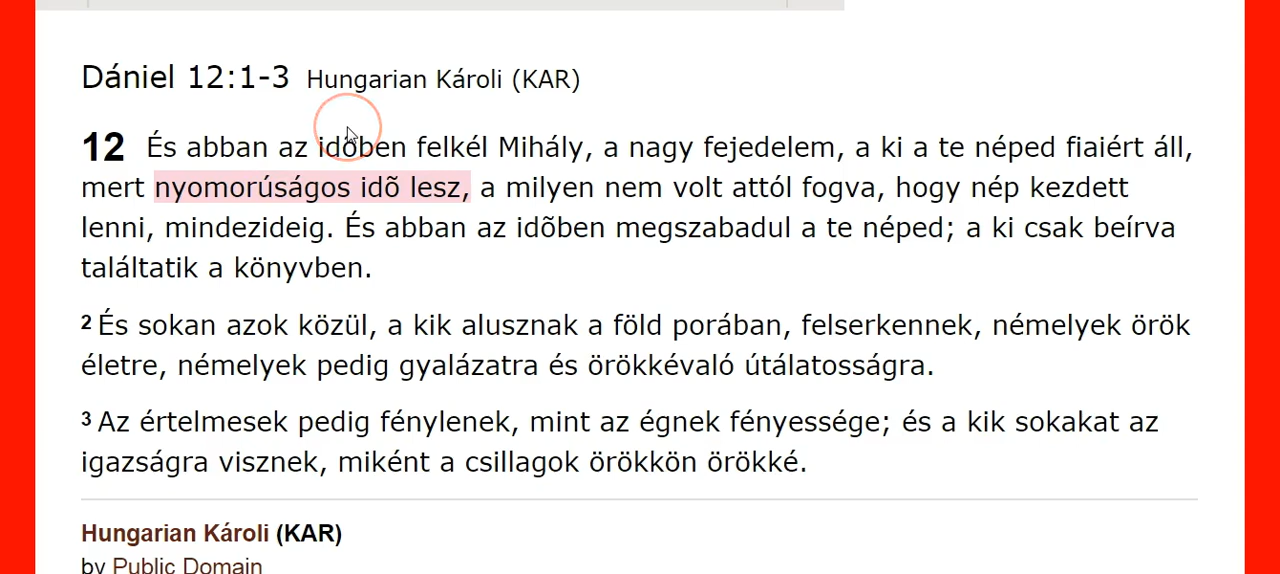 Dániel 12:1-3 Hungarian Károli (KAR)
12 És abban az idõben felkél Mihály, a nagy fejedelem, a ki a te néped fiaiért áll,
mert nyomorúságos idõ lesz, a milyen nem volt attól fogva, hogy nép kezdett
lenni, mindezideig. És abban az idõben megszabadul a te néped; a ki csak beírva
találtatik a könyvben.
2 És sokan azok közül, a kik alusznak a föld porában, felserkennek, némelyek örök
életre, némelyek pedig gyalázatra és örökkévaló útálatosságra.
3 Az értelmesek pedig fénylenek, mint az égnek fényessége; és a kik sokakat az
igazságra visznek, miként a csillagok örökkön örökké.
Hungarian Károli (KAR)
by Public Domain